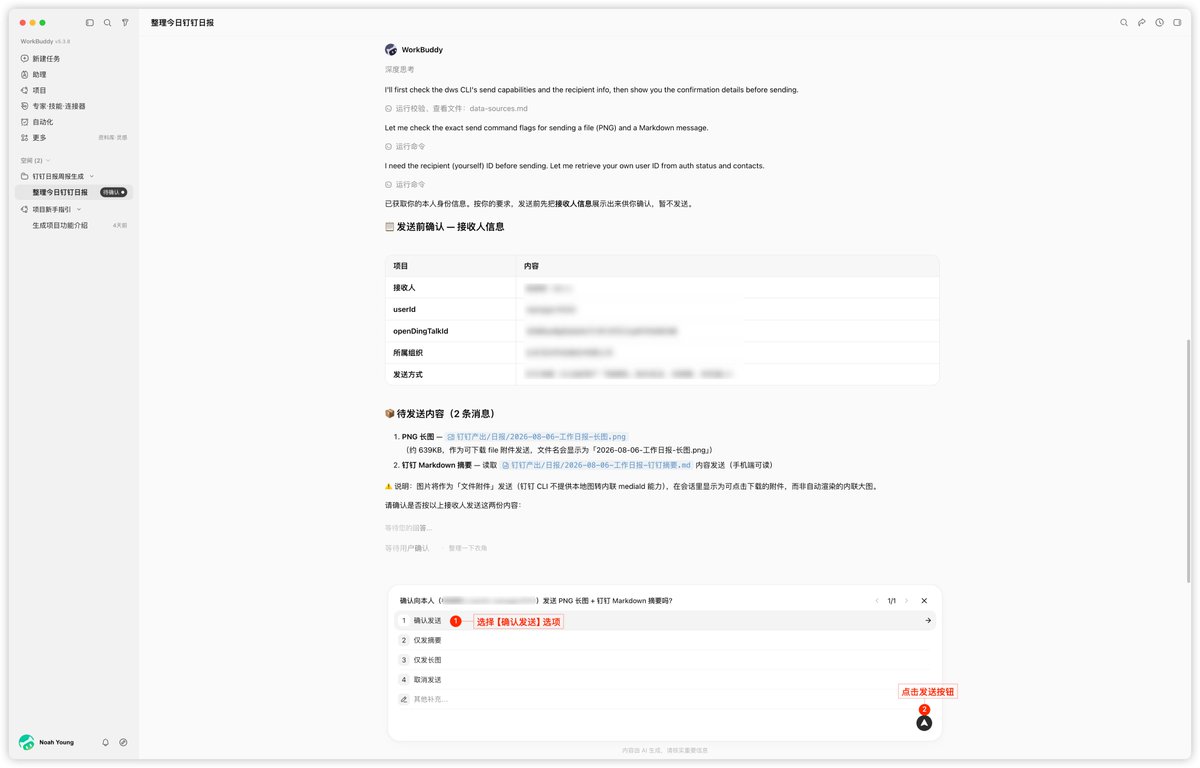 整理今日钉钉日报
WorkBuddy v5.3.8
新建任务
助理
项目
专家·技能·连接器
自动化
更多
资料库·灵感
空间 (2)
钉钉日报周报生成
整理今日钉钉日报
待确认
项目新手指引
生成项目功能介绍
4天前
Noah Young
WorkBuddy
深度思考
I'll first check the dws CLI's send capabilities and the recipient info, then show you the confirmation details before sending.
运行校验、查看文件：data-sources.md
Let me check the exact send command flags for sending a file (PNG) and a Markdown message.
运行命令
I need the recipient (yourself) ID before sending. Let me retrieve your own user ID from auth status and contacts.
运行命令
已获取你的本人身份信息。按你的要求，发送前先把接收人信息展示出来供你确认，暂不发送。
发送前确认 — 接收人信息
项目 内容
接收人
userId
openDingTalkId
所属组织
发送方式
待发送内容（2 条消息）
1. PNG 长图 — 钉钉产出/日报/2026-08-06-工作日报-长图.png
（约 639KB，作为可下载 file 附件发送，文件名会显示为「2026-08-06-工作日报-长图.png」）
2. 钉钉 Markdown 摘要 — 读取 钉钉产出/日报/2026-08-06-工作日报-钉钉摘要.md 内容发送（手机端可读）
说明：图片将作为「文件附件」发送（钉钉 CLI 不提供本地图转内联 mediaId 能力），在会话里显示为可点击下载的附件，而非自动渲染的内联大图。
请确认是否按以上接收人发送这两份内容：
等待您的回答...
等待用户确认 · 整理一下衣角
确认向本人（ ）发送 PNG 长图 + 钉钉 Markdown 摘要吗?
1/1
1 确认发送
1 选择【确认发送】选项
2 仅发摘要
3 仅发长图
4 取消发送
其他补充...
点击发送按钮
2
内容由 AI 生成，请核实重要信息